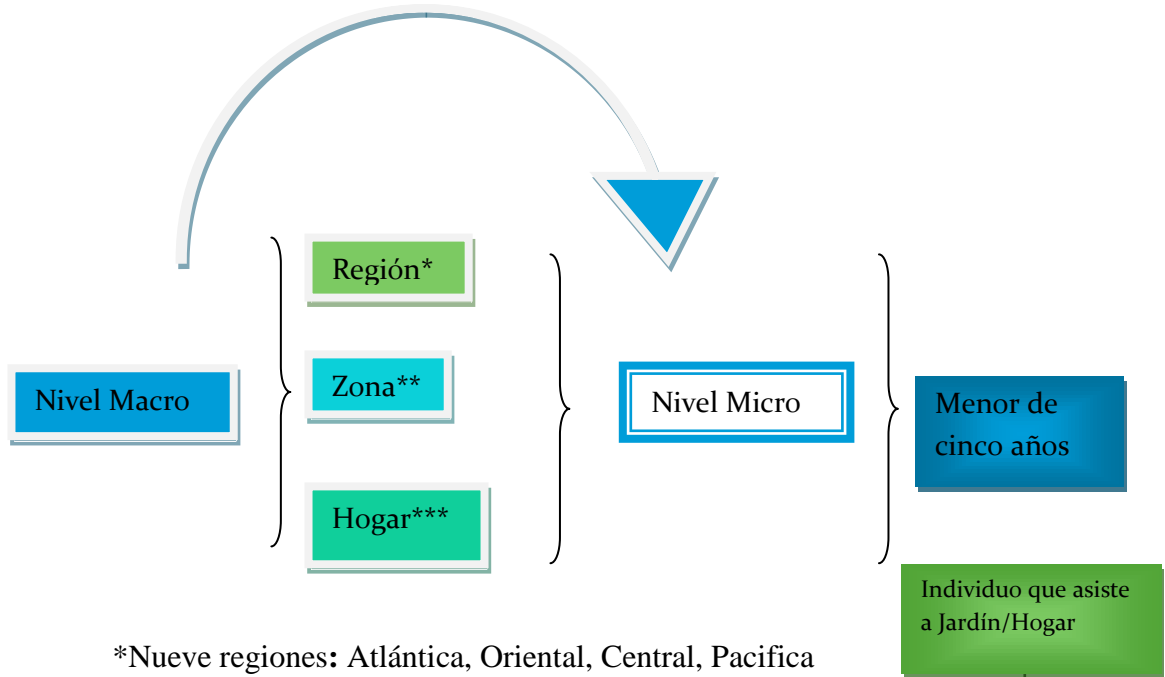 Región*
Nivel Macro
Zona**
Nivel Micro
Menor de
cinco años
Hogar***
Individuo que asiste
a Jardín/Hogar
*Nueve regiones: Atlántica, Oriental, Central, Pacifica